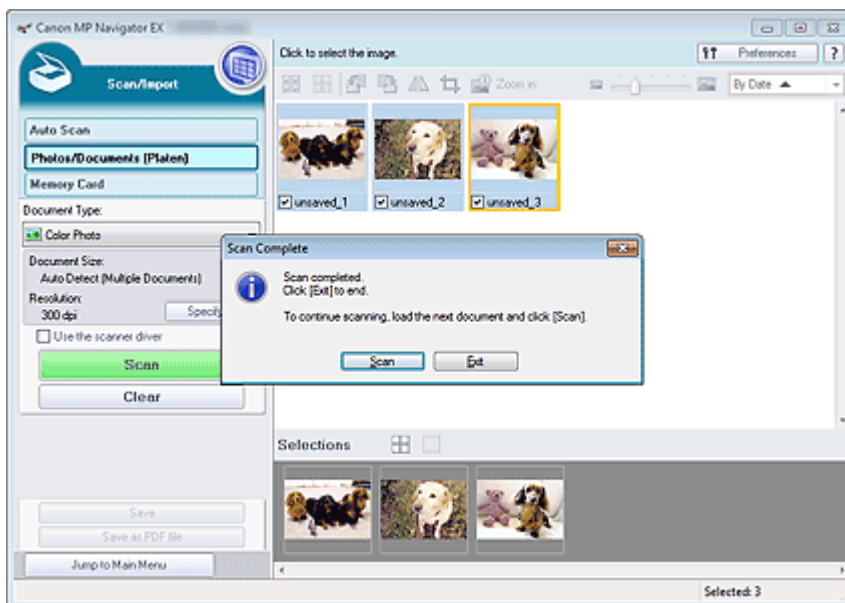 Canon MP Navigator EX
Scan/Import
Click to select the image.
Preferences
?
Zoom in
By Date
Auto Scan
Photos/Documents (Platen)
Memory Card
unsaved_1
unsaved_2
unsaved_3
Document Type:
Color Photo
Document Size:
Auto Detect (Multiple Documents)
Resolution:
300 dpi
Specify
Use the scanner driver
Scan
Clear
Scan Complete
Scan completed.
Click [Exit] to end.
To continue scanning, load the next document and click [Scan].
Scan
Exit
Selections
Save
Save as PDF file
Jump to Main Menu
Selected: 3